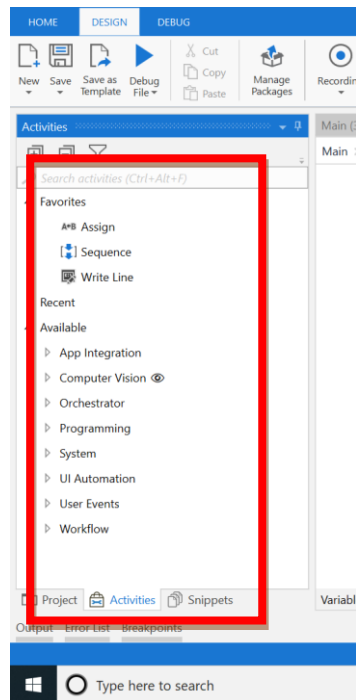 HOME DESIGN DEBUG
New Save Save as Template Debug File Cut Copy Paste Manage Packages
Activities Main
Main
Search activities (Ctrl+Alt+F)
Favorites
A+B Assign
Sequence
Write Line
Recent
Available
App Integration
Computer Vision
Orchestrator
Programming
System
UI Automation
User Events
Workflow
Project Activities Snippets
Output Error List Breakpoints
Type here to search